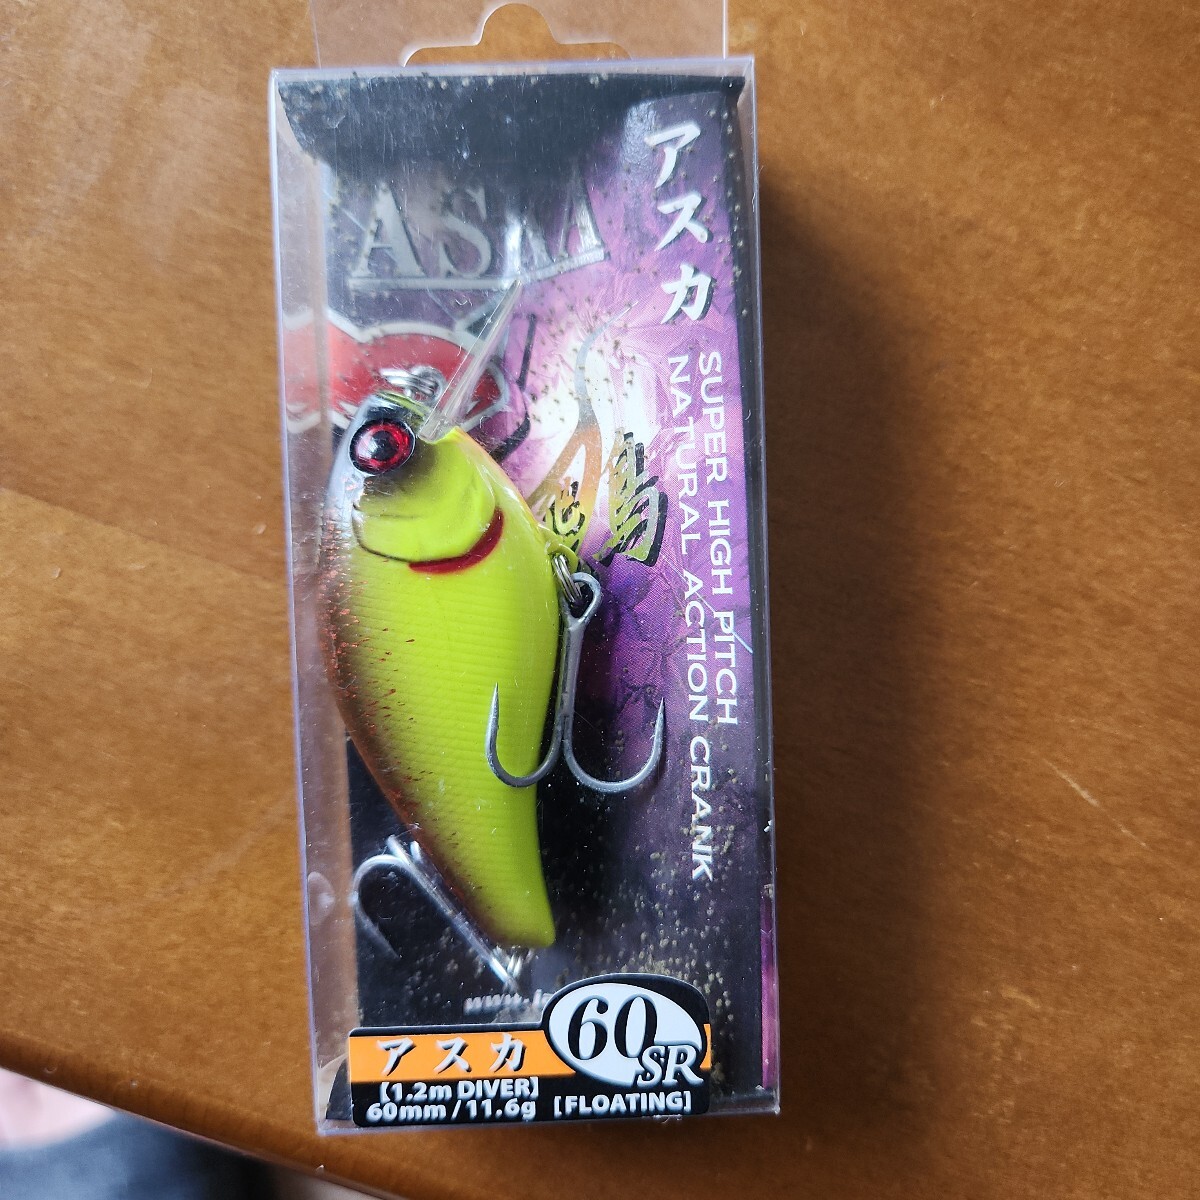 アスカ
SUPER HIGH PITCH
NATURAL ACTION CRANK
鳥
アスカ
60SR
【1.2m DIVER】
60mm/11.6g [FLOATING]